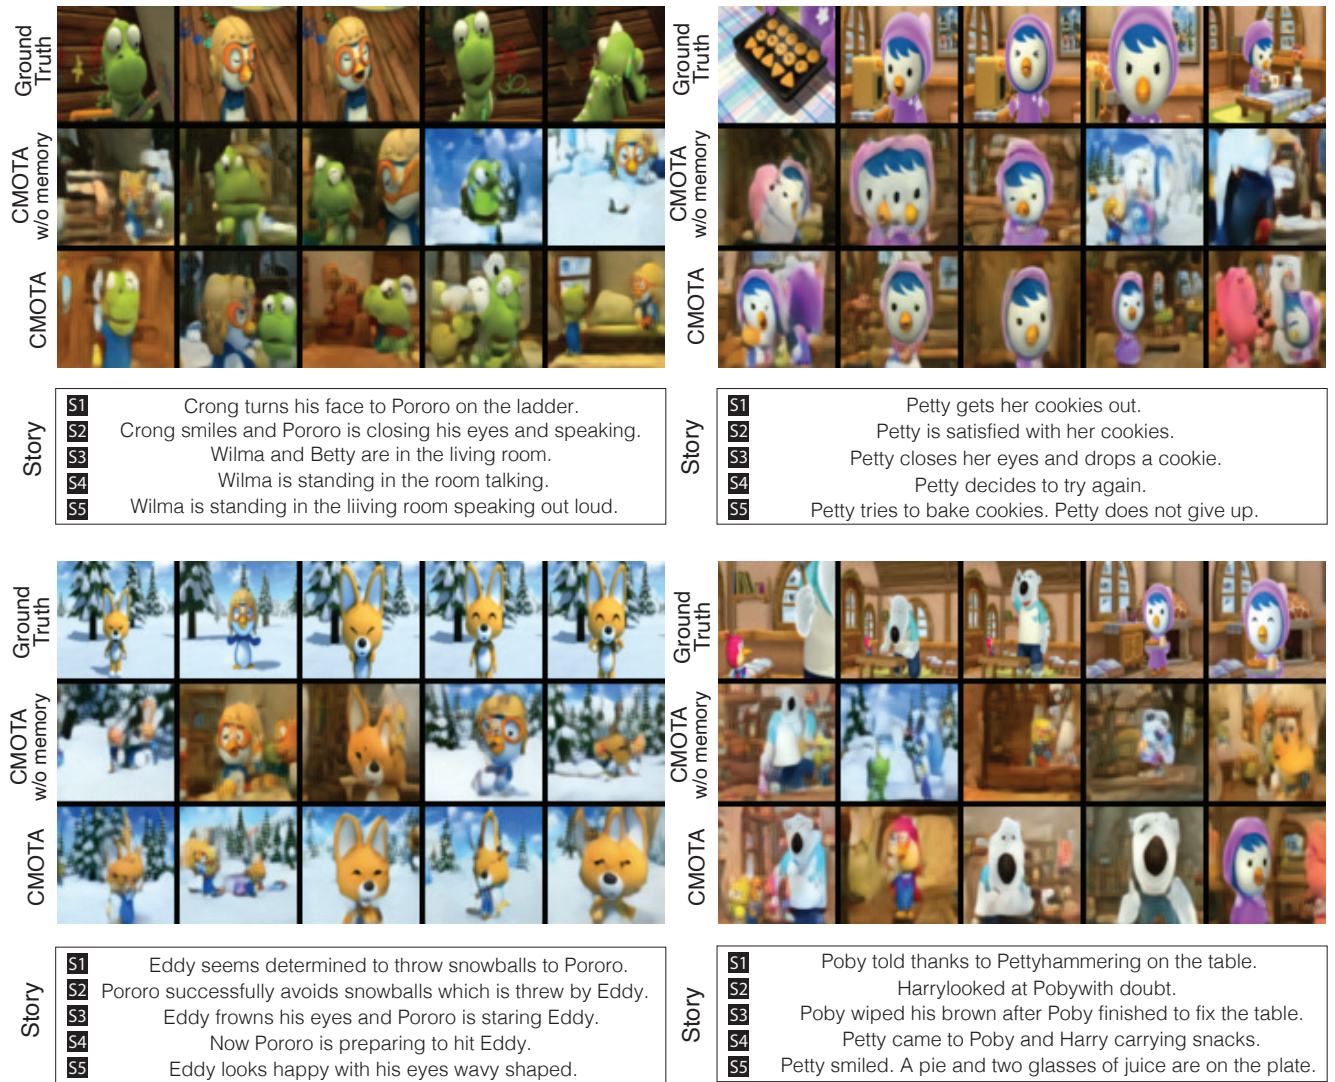 Ground
Truth
CMOTA
w/o memory
CMOTA
Story
S1 Crong turns his face to Pororo on the ladder.
S2 Crong smiles and Pororo is closing his eyes and speaking.
S3 Wilma and Betty are in the living room.
S4 Wilma is standing in the room talking.
S5 Wilma is standing in the liiving room speaking out loud.
Ground
Truth
CMOTA
w/o memory
CMOTA
Story
S1 Petty gets her cookies out.
S2 Petty is satisfied with her cookies.
S3 Petty closes her eyes and drops a cookie.
S4 Petty decides to try again.
S5 Petty tries to bake cookies. Petty does not give up.
Ground
Truth
CMOTA
w/o memory
CMOTA
Story
S1 Eddy seems determined to throw snowballs to Pororo.
S2 Pororo successfully avoids snowballs which is threw by Eddy.
S3 Eddy frowns his eyes and Pororo is staring Eddy.
S4 Now Pororo is preparing to hit Eddy.
S5 Eddy looks happy with his eyes wavy shaped.
Ground
Truth
CMOTA
w/o memory
CMOTA
Story
S1 Poby told thanks to Pettyhammering on the table.
S2 Harrylooked at Pobywith doubt.
S3 Poby wiped his brown after Poby finished to fix the table.
S4 Petty came to Poby and Harry carrying snacks.
S5 Petty smiled. A pie and two glasses of juice are on the plate.